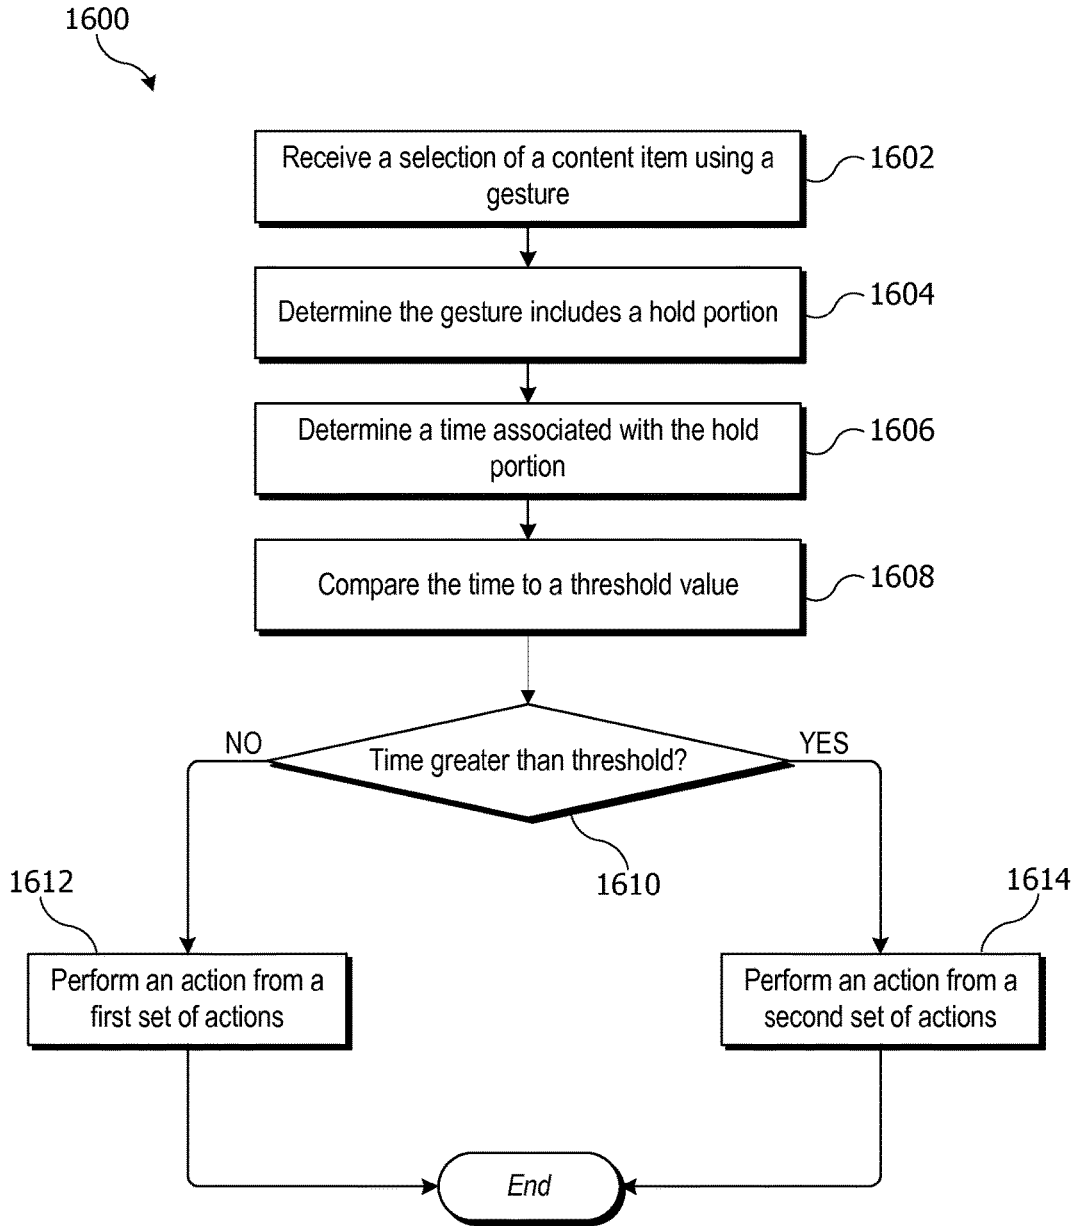 1600
Receive a selection of a content item using a
gesture
1602
Determine the gesture includes a hold portion
1604
Determine a time associated with the hold
portion
1606
Compare the time to a threshold value
1608
NO
Time greater than threshold?
YES
1610
1612
Perform an action from a
first set of actions
1614
Perform an action from a
second set of actions
End